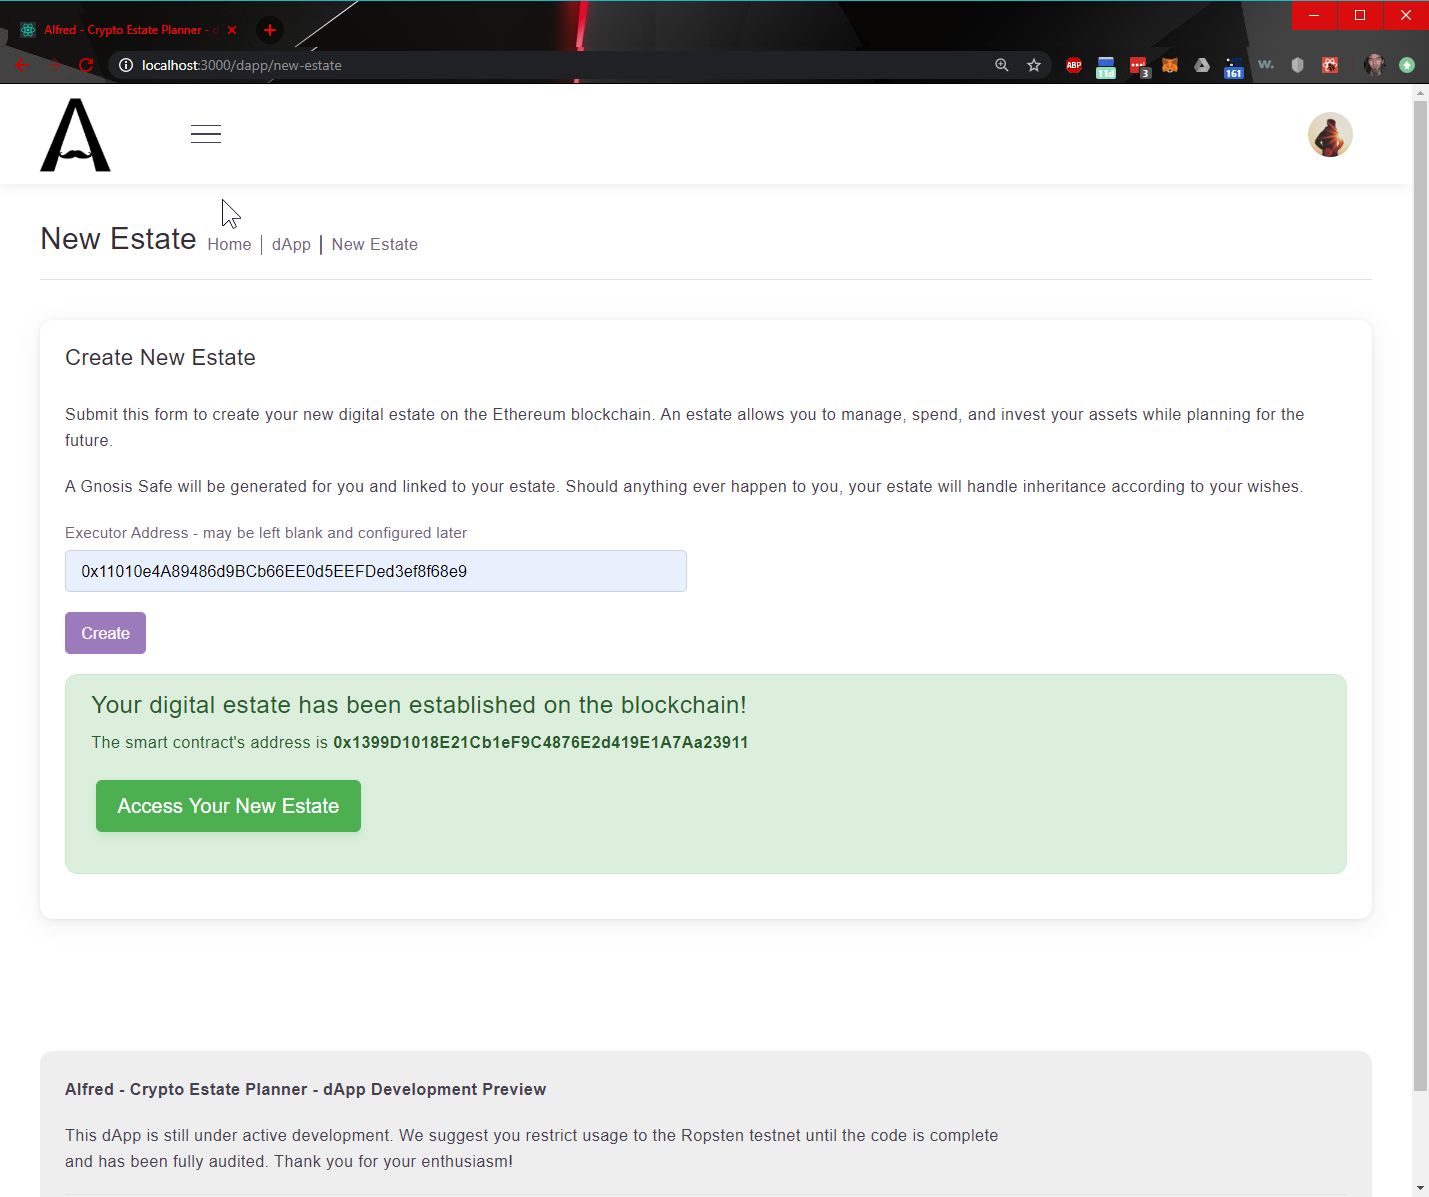 Alfred - Crypto Estate Planner - d
localhost:3000/dapp/new-estate
ABP
11d
3
161
w.
A
New Estate
Home | dApp | New Estate
Create New Estate
Submit this form to create your new digital estate on the Ethereum blockchain. An estate allows you to manage, spend, and invest your assets while planning for the
future.
A Gnosis Safe will be generated for you and linked to your estate. Should anything ever happen to you, your estate will handle inheritance according to your wishes.
Executor Address - may be left blank and configured later
0x11010e4A89486d9BCb66EE0d5EEFDed3ef8f68e9
Create
Your digital estate has been established on the blockchain!
The smart contract's address is 0x1399D1018E21Cb1eF9C4876E2d419E1A7Aa23911
Access Your New Estate
Alfred - Crypto Estate Planner - dApp Development Preview
This dApp is still under active development. We suggest you restrict usage to the Ropsten testnet until the code is complete
and has been fully audited. Thank you for your enthusiasm!